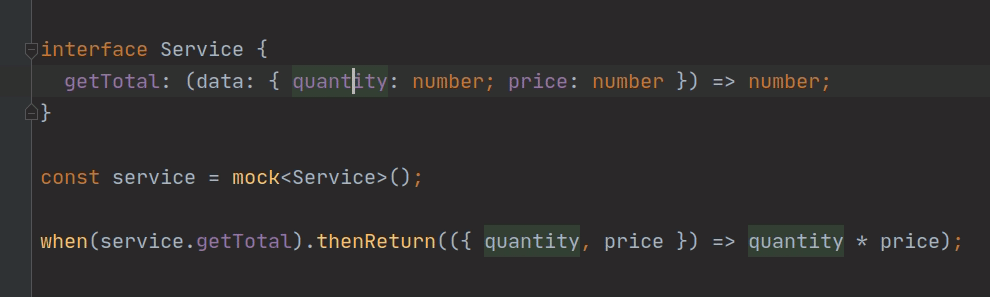 interface Service {
  getTotal: (data: { quantity: number; price: number }) => number;
}
const service = mock<Service>();
when(service.getTotal).thenReturn(({ quantity, price }) => quantity * price);